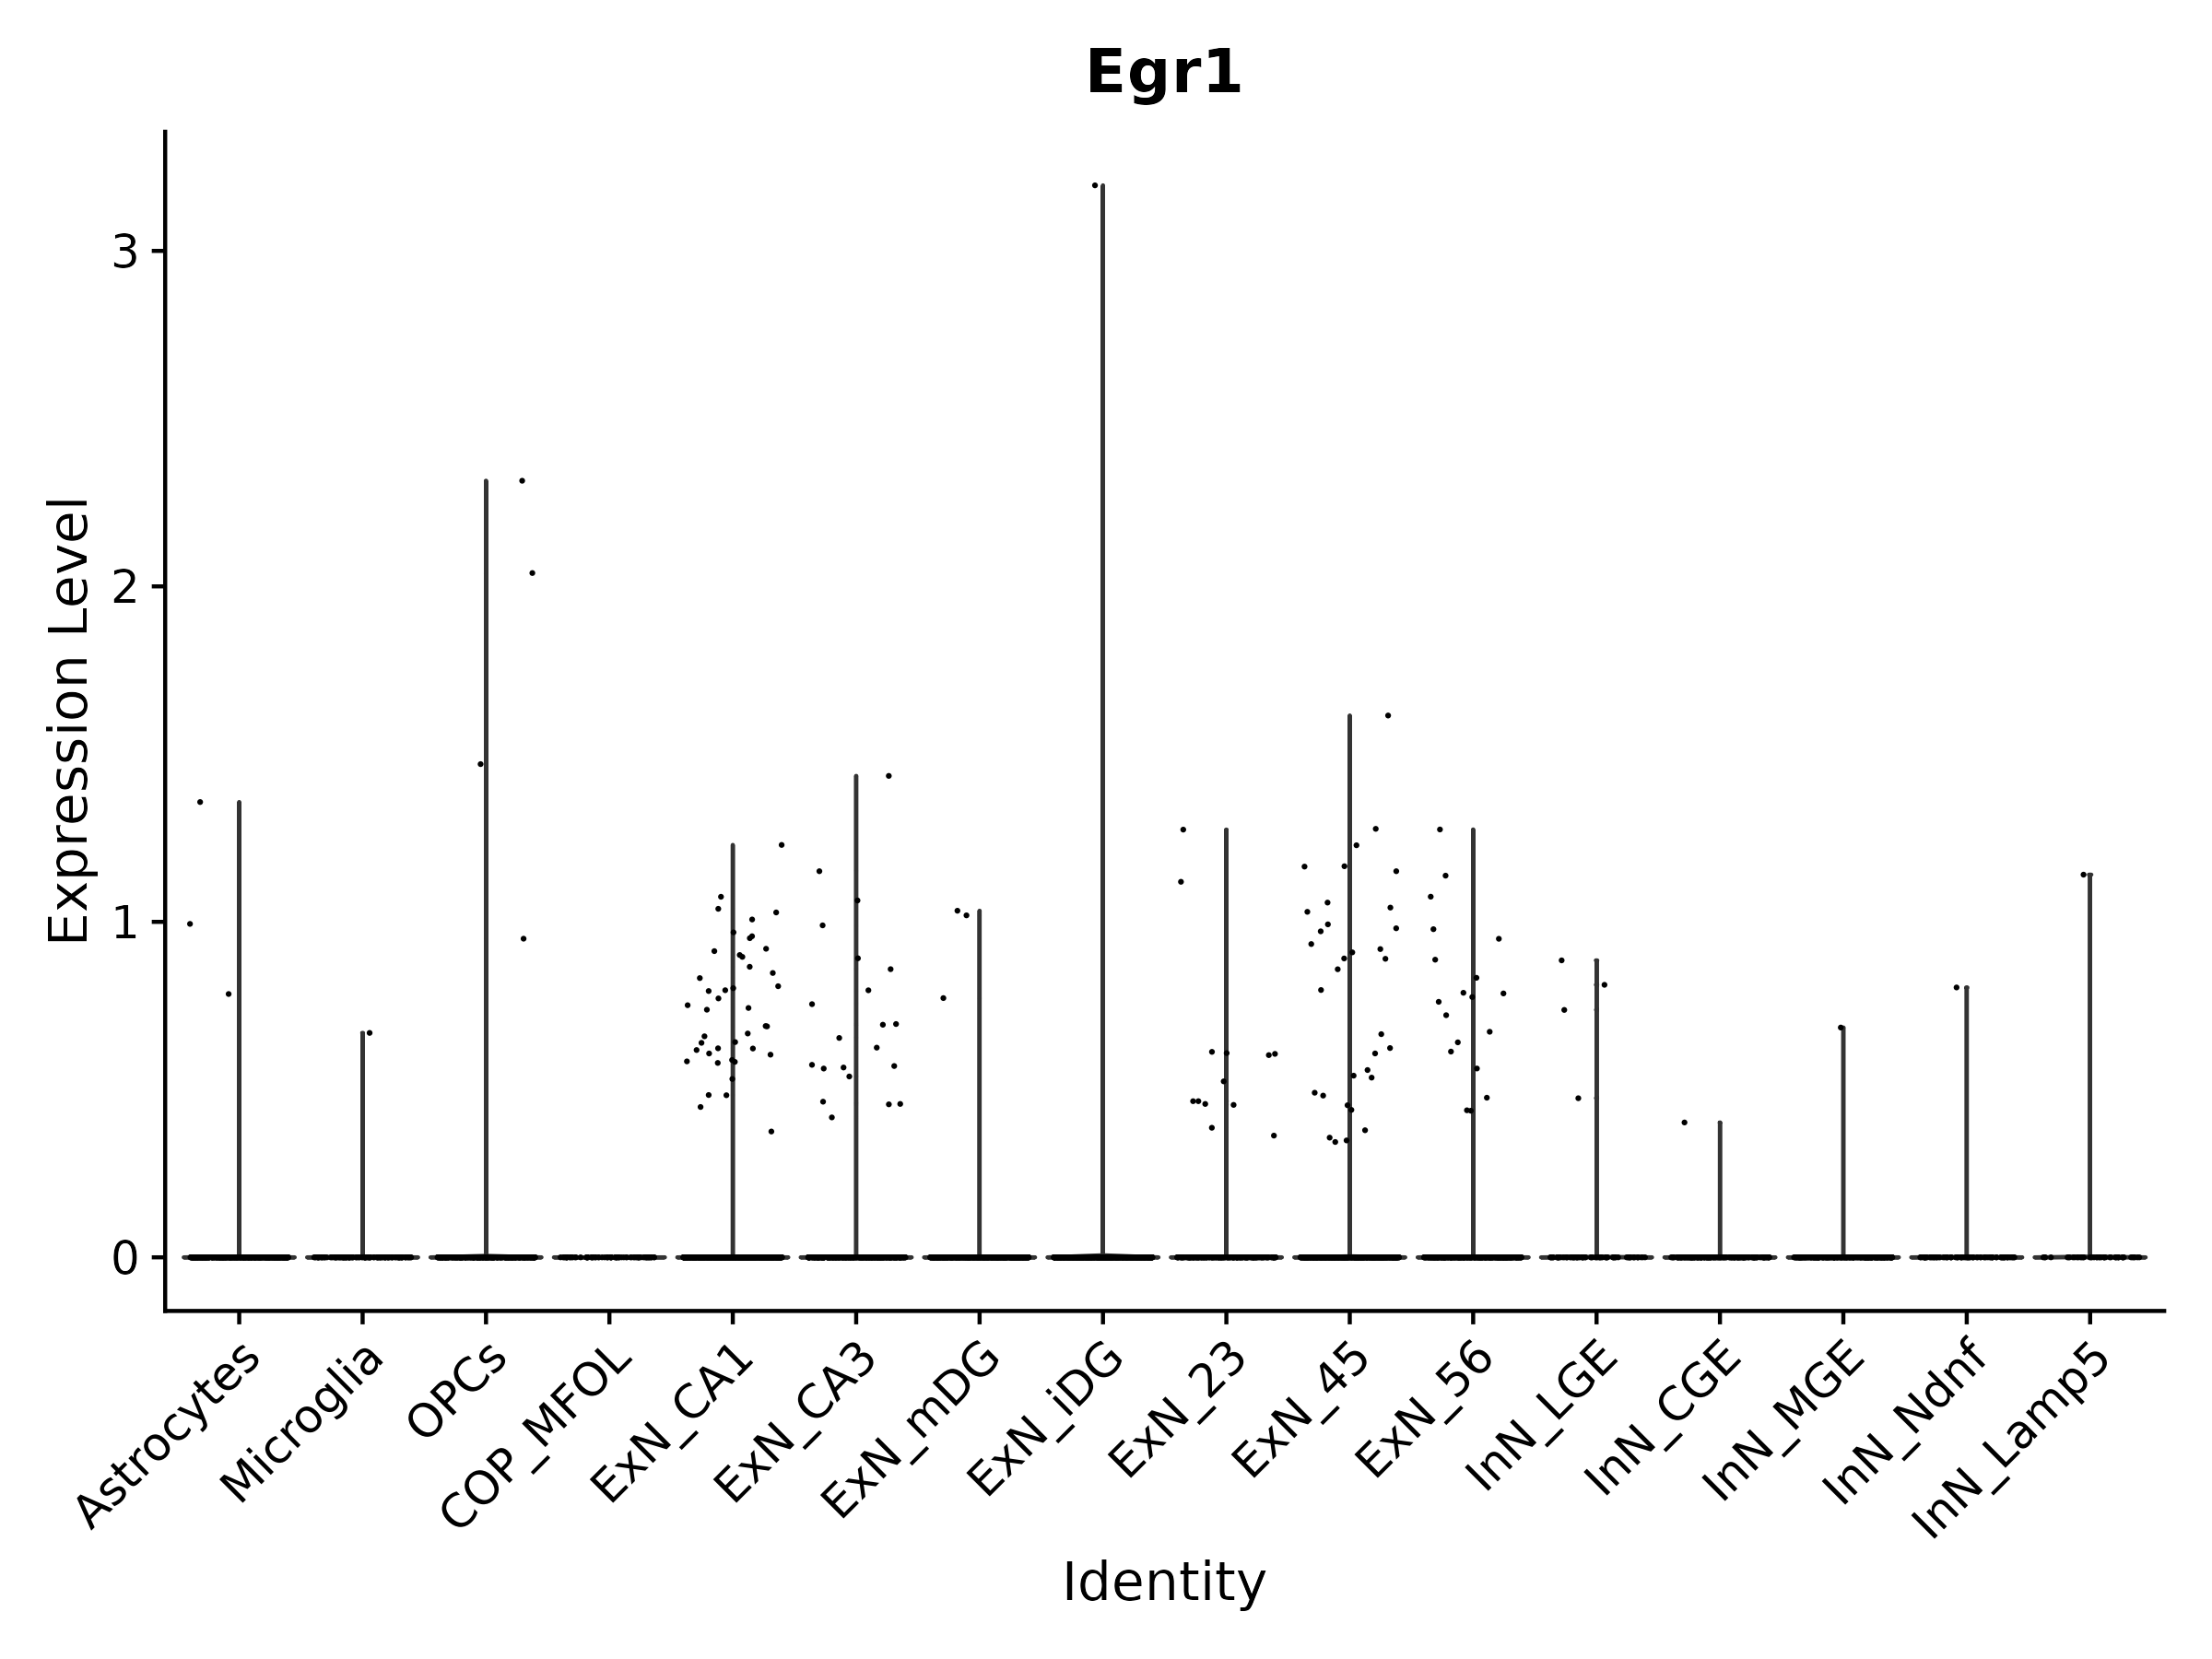 Egr1
Expression Level
3
2
1
0
Astrocytes
Microglia
OPCs
COP_MFOL
ExN_CA1
ExN_CA3
ExN_mDG
ExN_iDG
ExN_23
ExN_45
ExN_56
InN_LGE
InN_CGE
InN_MGE
InN_Ndnf
InN_Lamp5
Identity